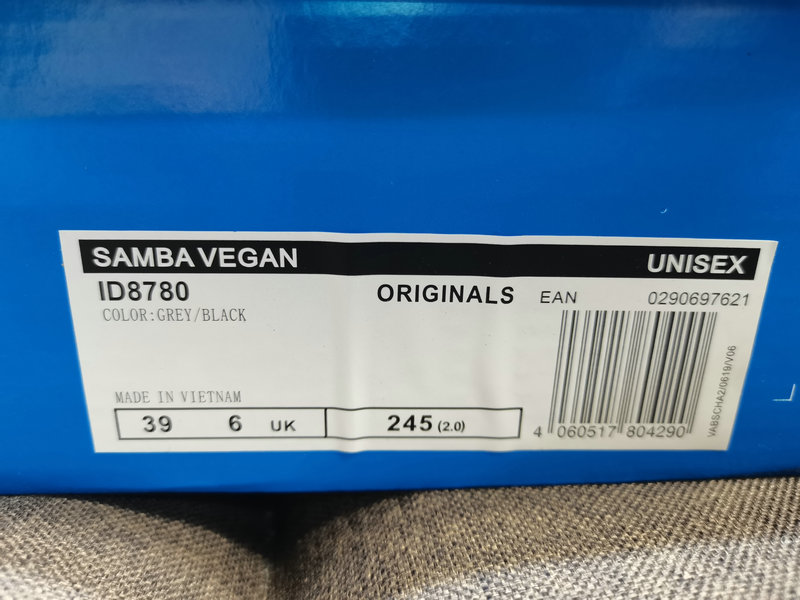 SAMBA VEGAN UNISEX
ID8780 ORIGINALS EAN 0290697621
COLOR:GREY/BLACK
MADE IN VIETNAM
39 6 UK 245 (2.0)
4 060517 804290
VABSCHA2/0619/V06